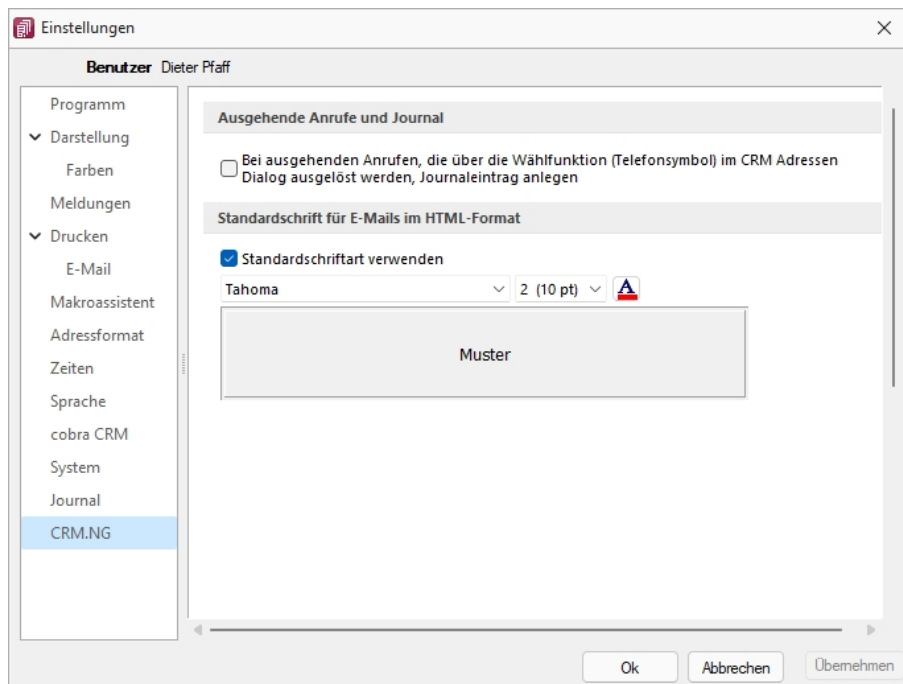 Einstellungen
Benutzer Dieter Pfaff
Programm
Darstellung
Farben
Meldungen
Drucken
E-Mail
Makroassistent
Adressformat
Zeiten
Sprache
cobra CRM
System
Journal
CRM.NG
Ausgehende Anrufe und Journal
Bei ausgehenden Anrufen, die über die Wählfunktion (Telefonsymbol) im CRM Adressen
Dialog ausgelöst werden, Journaleintrag anlegen
Standardschrift für E-Mails im HTML-Format
Standardschriftart verwenden
Tahoma 2 (10 pt) A
Muster
Ok Abbrechen Übernehmen